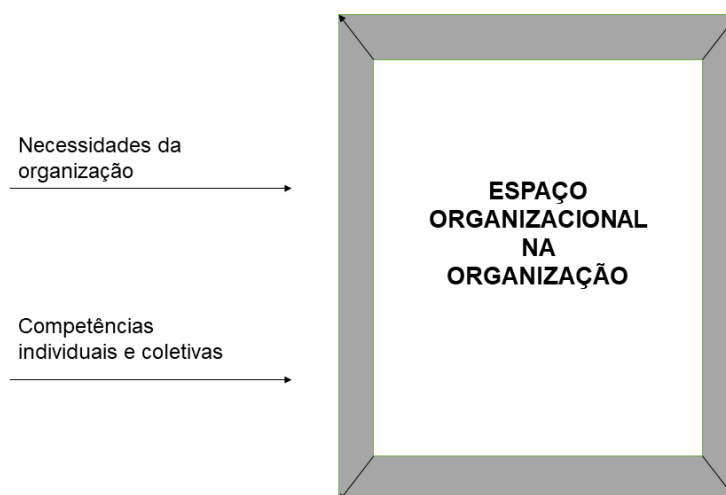 Necessidades da
organização
ESPAÇO
ORGANIZACIONAL
NA
ORGANIZAÇÃO
Competências
individuais e coletivas